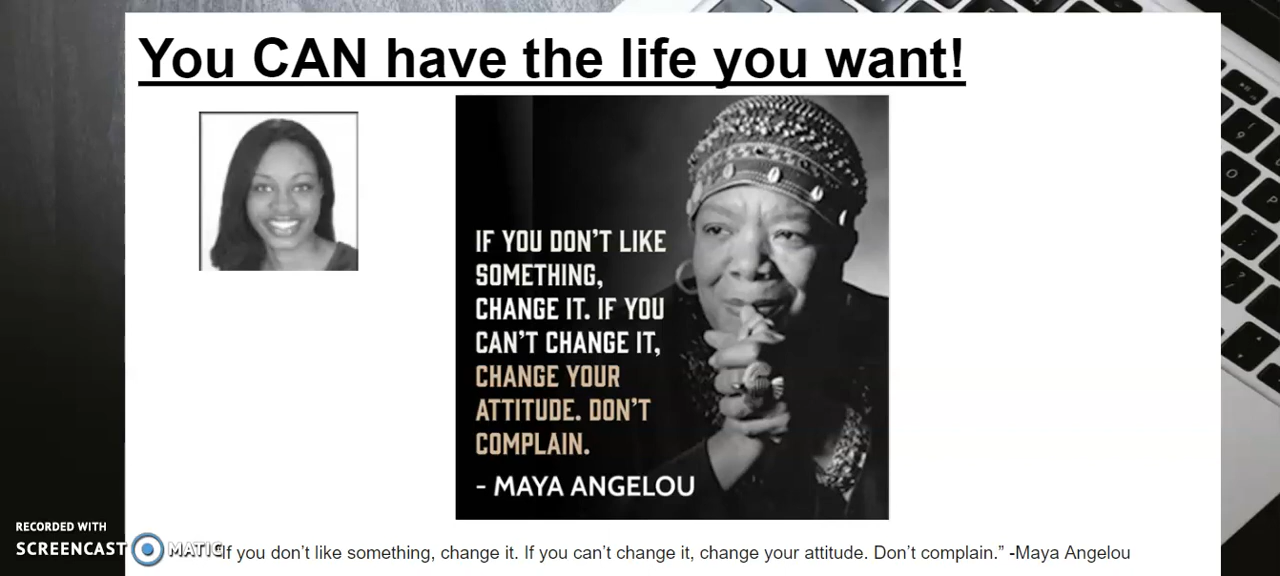 You CAN have the life you want!
IF YOU DON'T LIKE
SOMETHING,
CHANGE IT. IF YOU
CAN'T CHANGE IT,
CHANGE YOUR
ATTITUDE. DON'T
COMPLAIN.
- MAYA ANGELOU
RECORDED WITH
SCREENCAST MATIC
"If you don’t like something, change it. If you can’t change it, change your attitude. Don’t complain.” -Maya Angelou